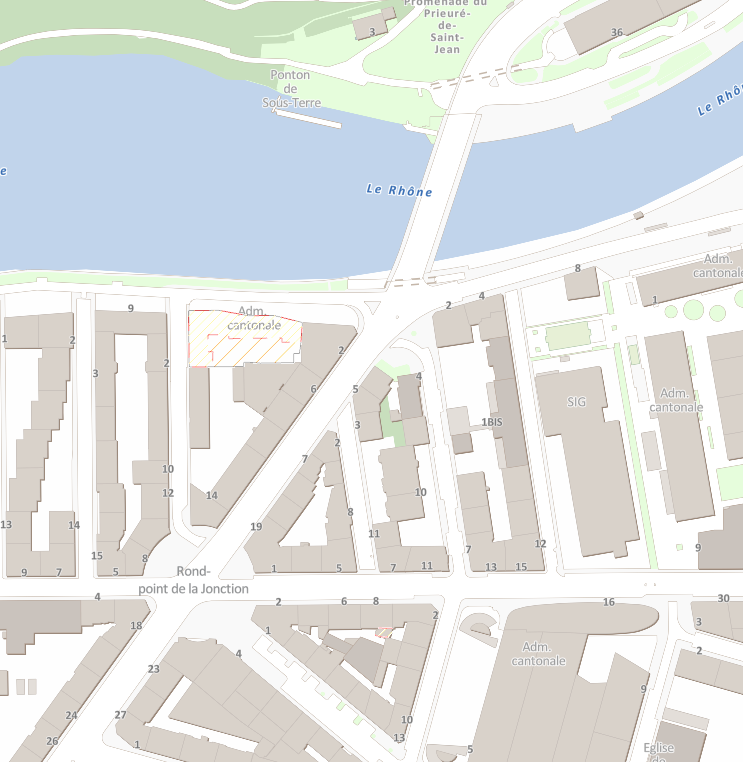 Promenade du
Prieuré-
de-
Saint-
Jean
3
36
Ponton
de
Sous-Terre
Le Rhône
Le Rhône
e
Adm.
cantonale
8
1
9
Adm.
cantonale
2
4
1
2
2
2
3
6
5
4
3
SIG
Adm.
cantonale
1BIS
2
7
10
12
14
10
8
13
14
19
11
12
15
8
7
9
9
7
5
1
5
7
11
13
15
Rond-
point de la Jonction
4
2
6
8
2
16
30
18
1
3
4
Adm.
cantonale
2
23
9
24
27
10
26
1
13
5
Eglise
de